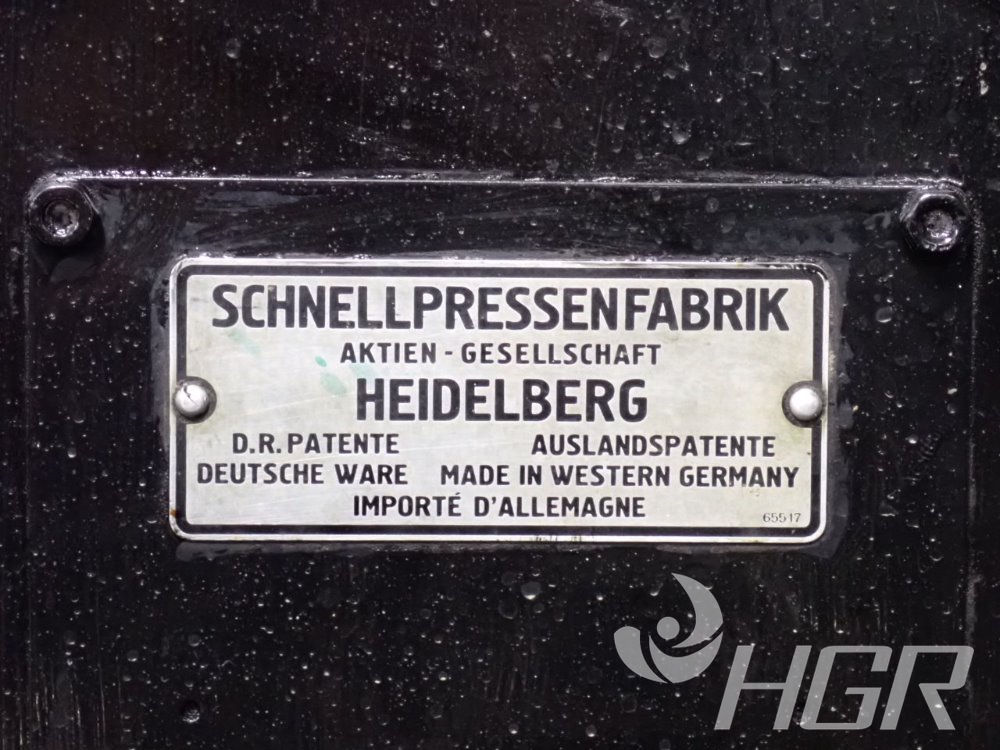 SCHNELLPRESSENFABRIK
AKTIEN - GESELLSCHAFT
HEIDELBERG
D.R. PATENTE AUSLANDSPATENTE
DEUTSCHE WARE MADE IN WESTERN GERMANY
IMPORTÉ D'ALLEMAGNE
65517
HGR